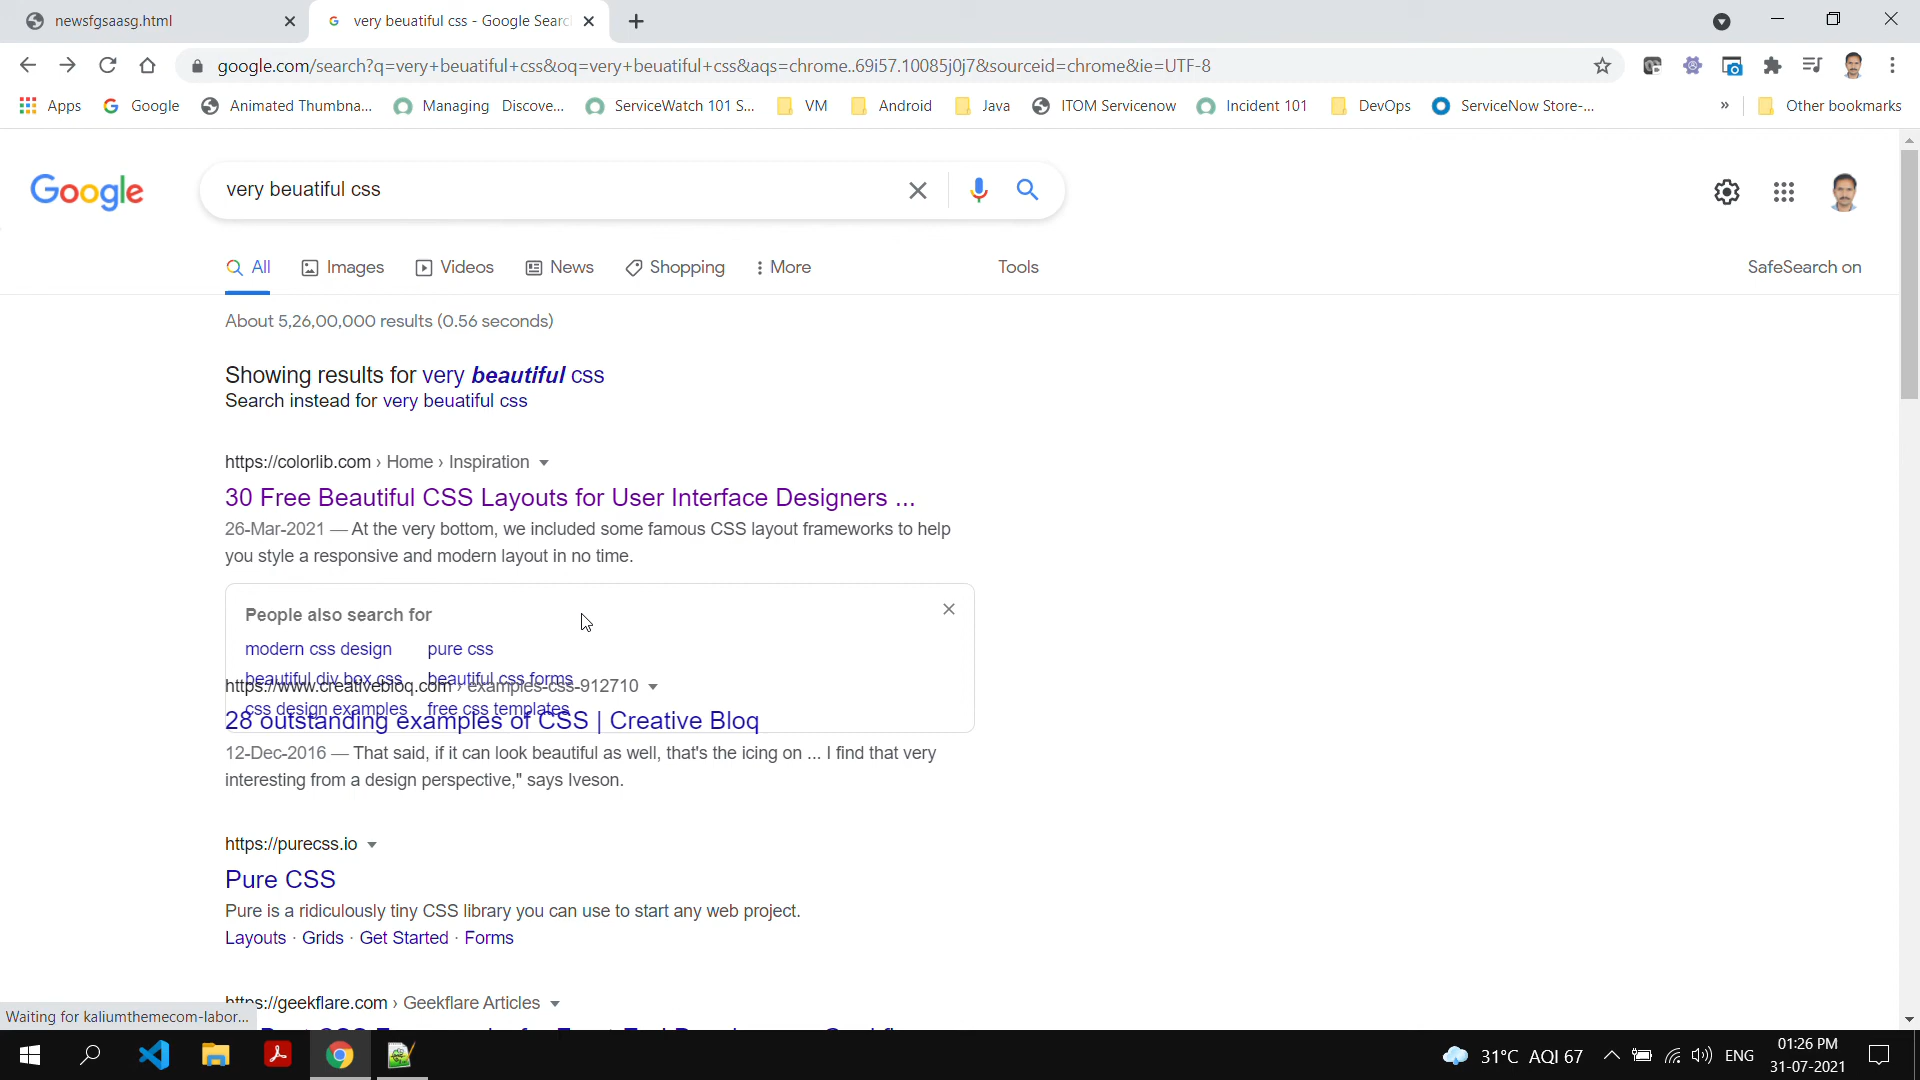 newsfgsaasg.html
very beuatiful css - Google Searc
google.com/search?q=very+beuatiful+css&oq=very+beuatiful+css&aqs=chrome..69i57.10085j0j7&sourceid=chrome&ie=UTF-8
Apps Google Animated Thumbna... Managing Discove... ServiceWatch 101 S... VM Android Java ITOM Servicenow Incident 101 DevOps ServiceNow Store-... » Other bookmarks
Google very beuatiful css
All Images Videos News Shopping More Tools SafeSearch on
About 5,26,00,000 results (0.56 seconds)
Showing results for very beautiful css
Search instead for very beuatiful css
https://colorlib.com › Home › Inspiration
30 Free Beautiful CSS Layouts for User Interface Designers ...
26-Mar-2021 — At the very bottom, we included some famous CSS layout frameworks to help
you style a responsive and modern layout in no time.
People also search for
modern css design pure css
beautiful div box css beautiful css forms
https://www.creativebloq.com › examples-css-912710
css design examples free css templates
28 outstanding examples of CSS | Creative Bloq
12-Dec-2016 — That said, if it can look beautiful as well, that's the icing on ... I find that very
interesting from a design perspective," says Iveson.
https://purecss.io
Pure CSS
Pure is a ridiculously tiny CSS library you can use to start any web project.
Layouts · Grids · Get Started · Forms
https://geekflare.com › Geekflare Articles
Waiting for kaliumthemecom-labor...
31°C AQI 67 ENG
01:26 PM
31-07-2021